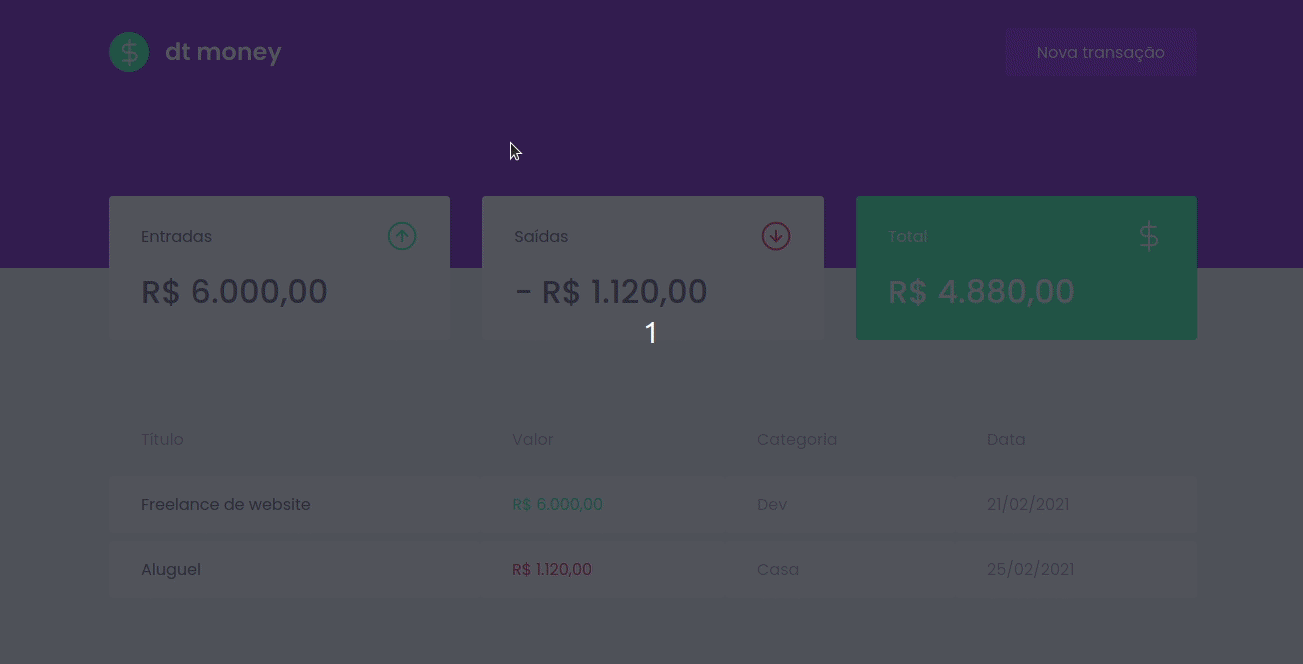 $ dt money
Nova transação
Entradas
R$ 6.000,00
Saídas
- R$ 1.120,00
Total
$
R$ 4.880,00
1
Título Valor Categoria Data
Freelance de website R$ 6.000,00 Dev 21/02/2021
Aluguel R$ 1.120,00 Casa 25/02/2021